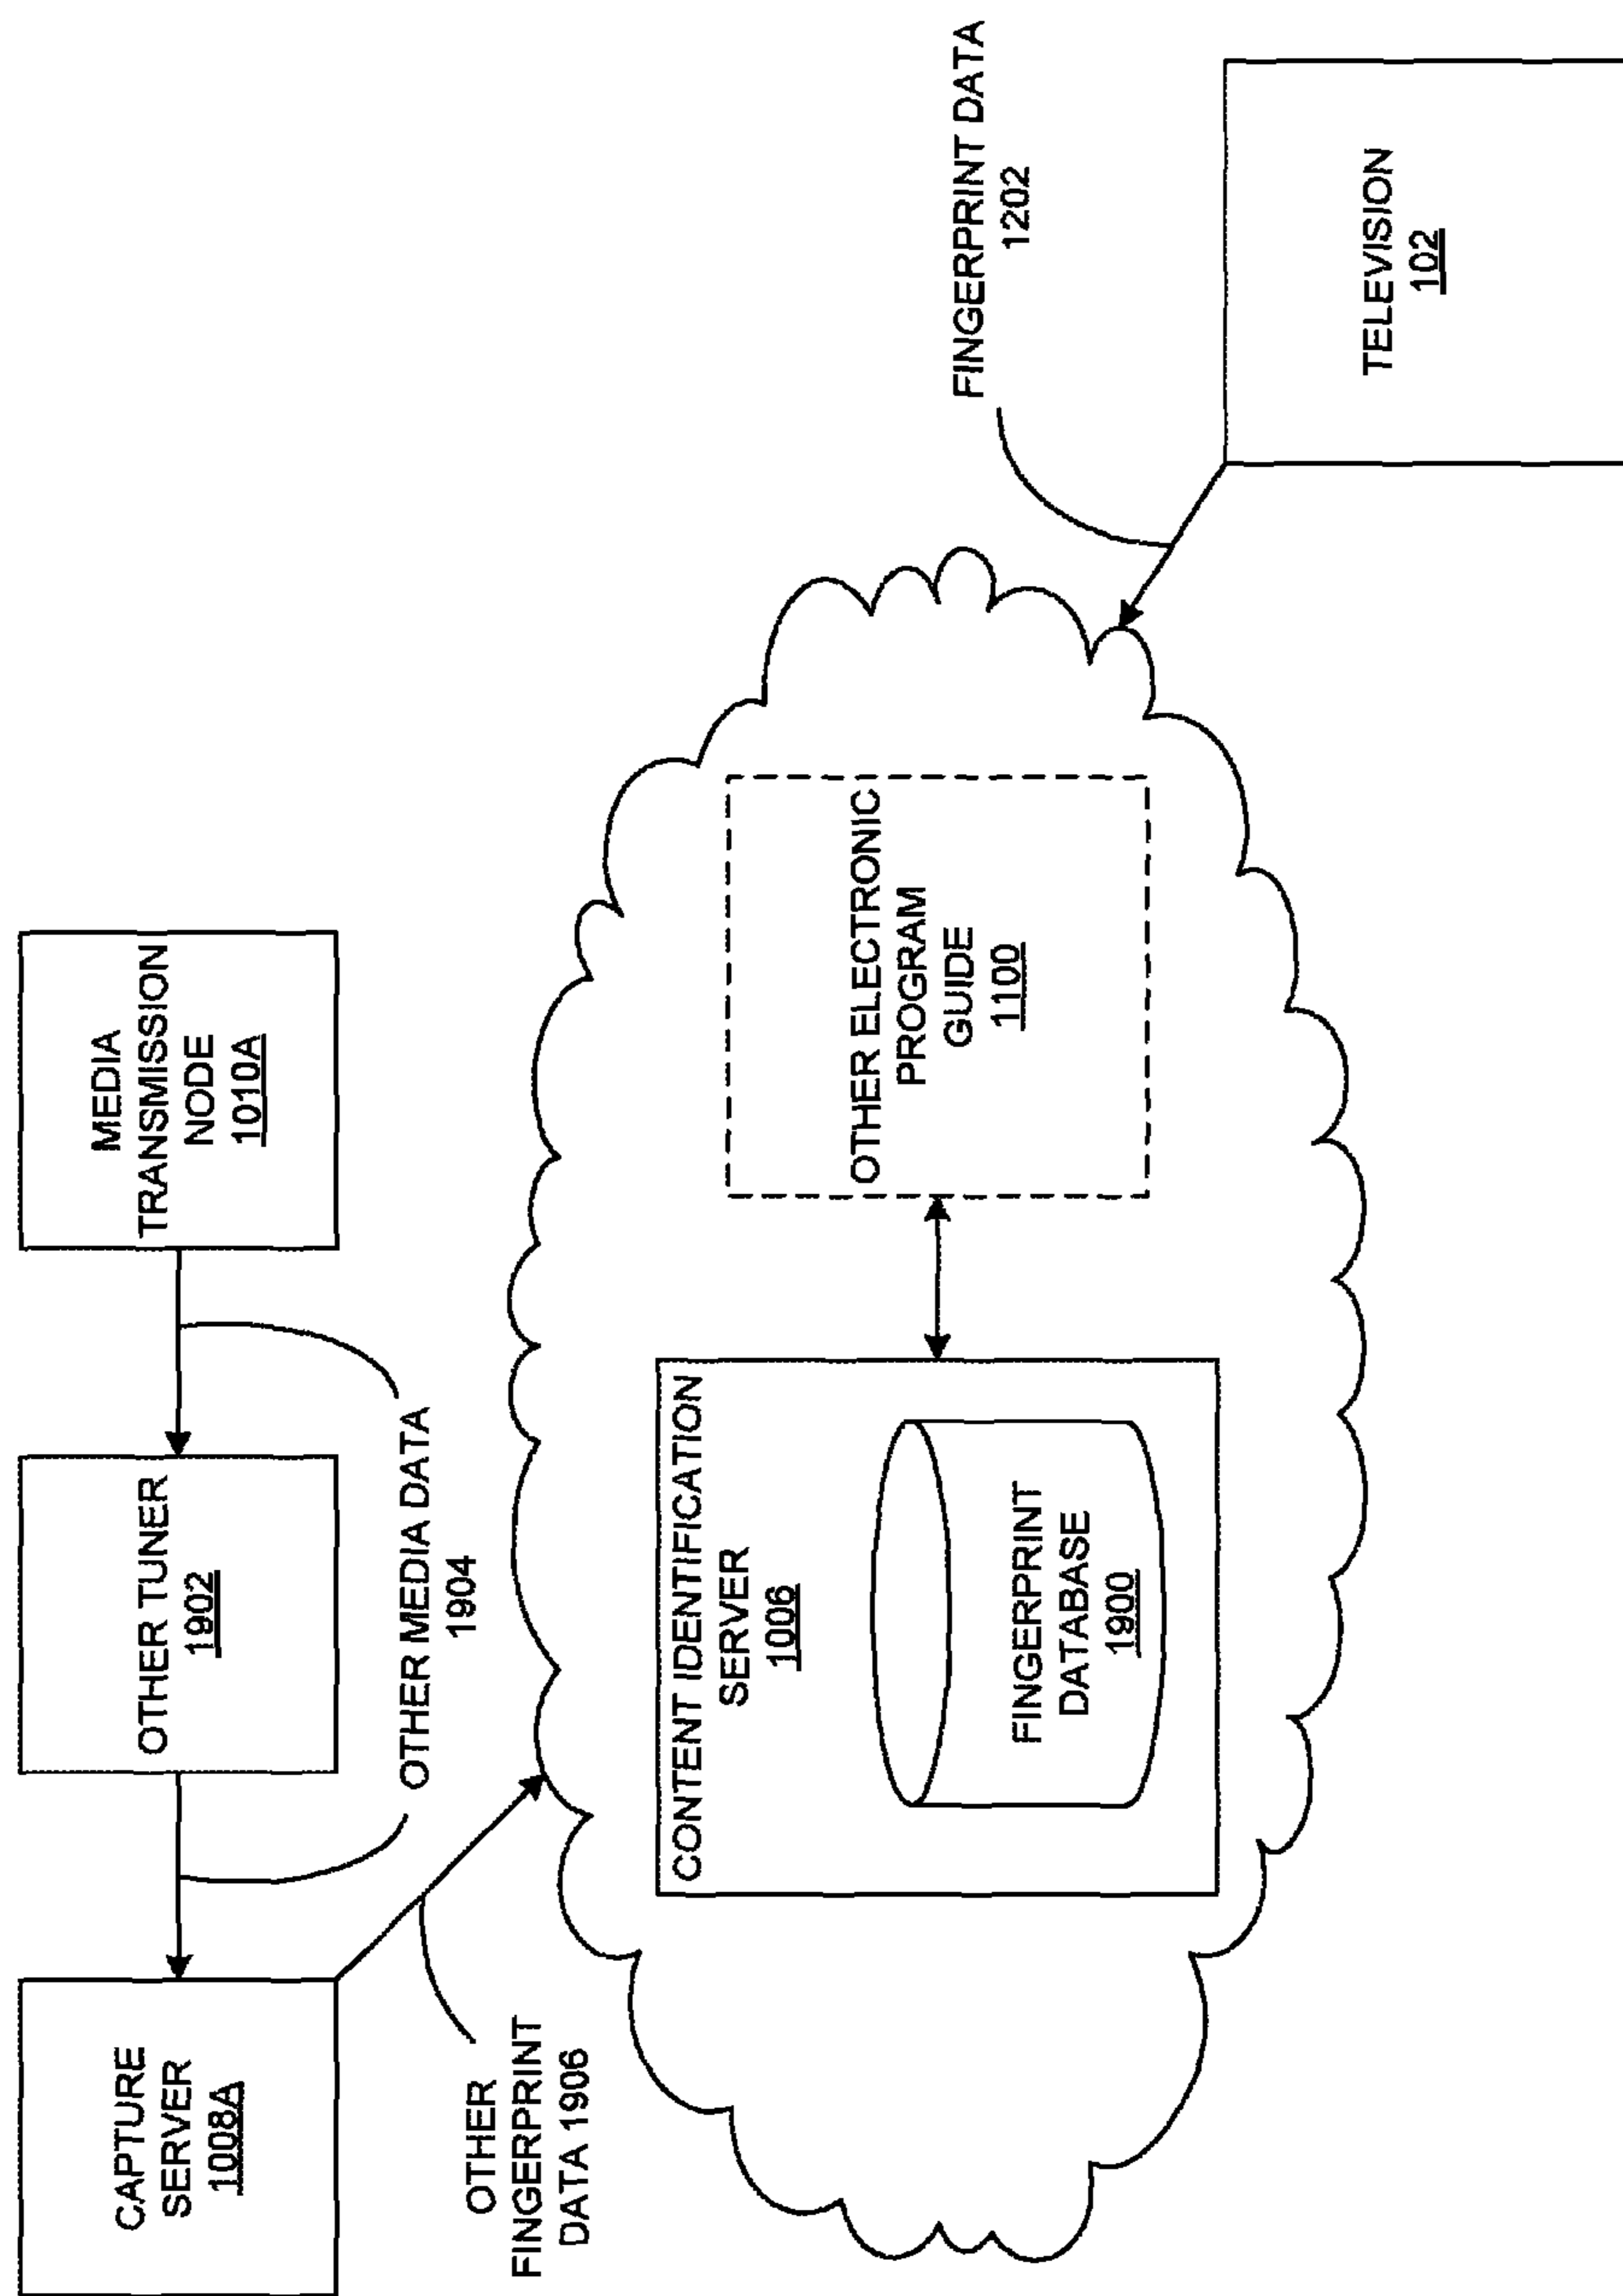 CAPTURE
SERVER
1008A
OTHER TUNER
1902
MEDIA
TRANSMISSION
NODE
1010A
OTHER MEDIA DATA
1904
OTHER
FINGERPRINT
DATA 1906
CONTENT IDENTIFICATION
SERVER
1006
FINGERPRINT
DATABASE
1900
OTHER ELECTRONIC
PROGRAM
GUIDE
1100
FINGERPRINT DATA
1202
TELEVISION
102